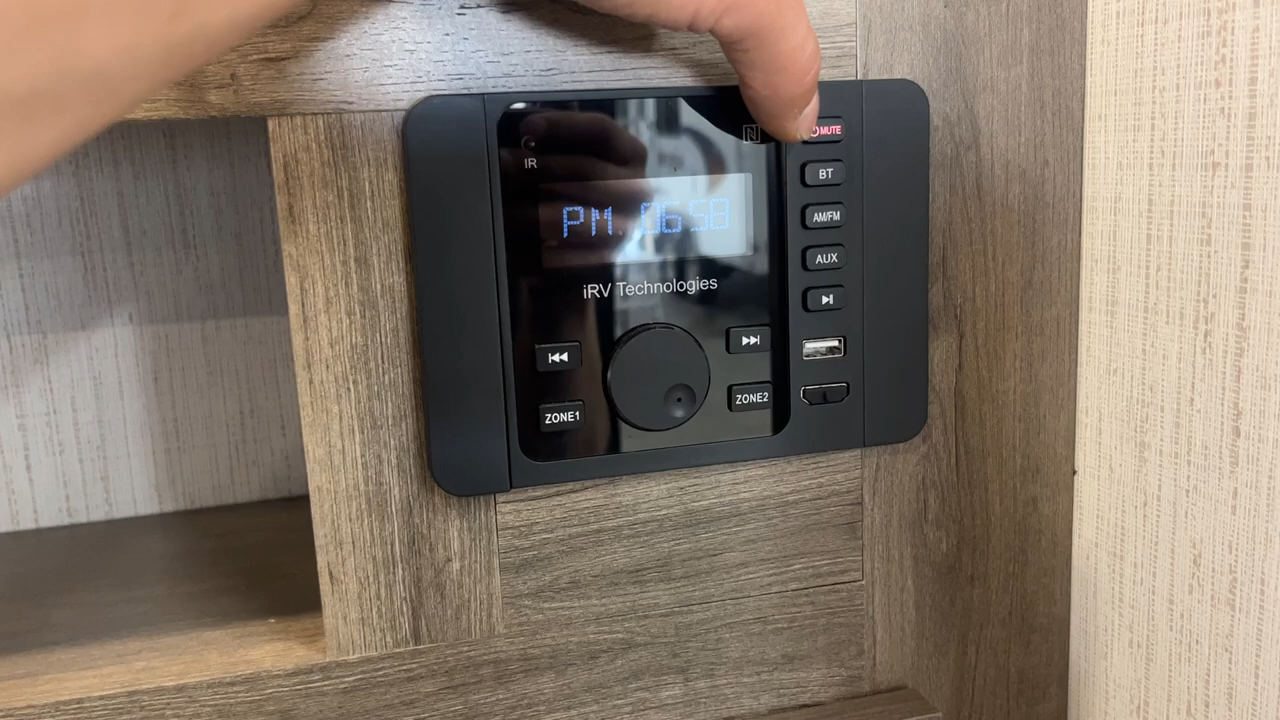 IR
PM 06 58
iRV Technologies
ZONE1
ZONE2
MUTE
BT
AM/FM
AUX